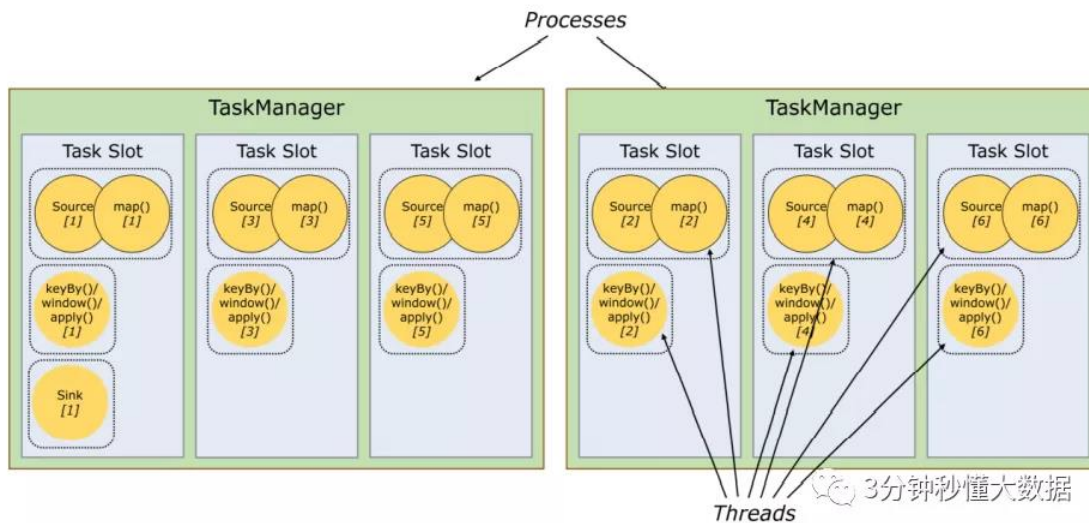 Processes
TaskManager
Task Slot
Source
[1]
map()
[1]
keyBy()/
window()/
apply()
[1]
Sink
[1]
Task Slot
Source
[3]
map()
[3]
keyBy()/
window()/
apply()
[3]
Task Slot
Source
[5]
map()
[5]
keyBy()/
window()/
apply()
[5]
TaskManager
Task Slot
Source
[2]
map()
[2]
keyBy()/
window()/
apply()
[2]
Task Slot
Source
[4]
map()
[4]
keyBy()/
window()/
apply()
[4]
Task Slot
Source
[6]
map()
[6]
keyBy()/
window()/
apply()
[6]
Threads
3分钟秒懂大数据